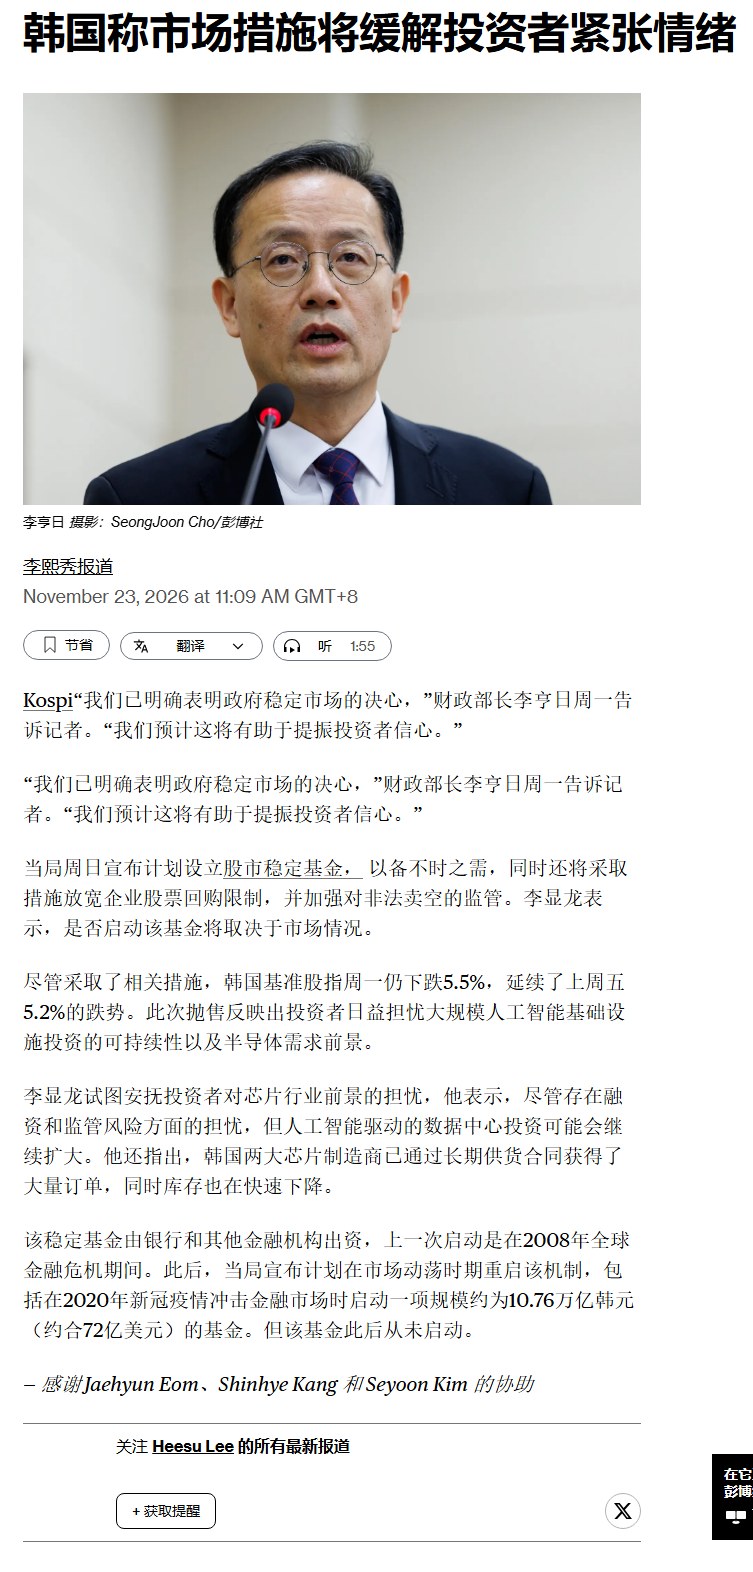 韩国称市场措施将缓解投资者紧张情绪
李亨日 摄影：SeongJoon Cho/彭博社
李熙秀报道
November 23, 2026 at 11:09 AM GMT+8
节省
翻译
听 1:55
Kospi“我们已明确表明政府稳定市场的决心，”财政部长李亨日周一告
诉记者。“我们预计这将有助于提振投资者信心。”
“我们已明确表明政府稳定市场的决心，”财政部长李亨日周一告诉记
者。“我们预计这将有助于提振投资者信心。”
当局周日宣布计划设立股市稳定基金， 以备不时之需，同时还将采取
措施放宽企业股票回购限制，并加强对非法卖空的监管。李显龙表
示，是否启动该基金将取决于市场情况。
尽管采取了相关措施，韩国基准股指周一仍下跌5.5%，延续了上周五
5.2%的跌势。此次抛售反映出投资者日益担忧大规模人工智能基础设
施投资的可持续性以及半导体需求前景。
李显龙试图安抚投资者对芯片行业前景的担忧，他表示，尽管存在融
资和监管风险方面的担忧，但人工智能驱动的数据中心投资可能会继
续扩大。他还指出，韩国两大芯片制造商已通过长期供货合同获得了
大量订单，同时库存也在快速下降。
该稳定基金由银行和其他金融机构出资，上一次启动是在2008年全球
金融危机期间。此后，当局宣布计划在市场动荡时期重启该机制，包
括在2020年新冠疫情冲击金融市场时启动一项规模约为10.76万亿韩元
（约合72亿美元）的基金。但该基金此后从未启动。
– 感谢Jaehyun Eom、Shinhye Kang 和 Seyoon Kim 的协助
关注 Heesu Lee 的所有最新报道
+ 获取提醒
在它
彭博